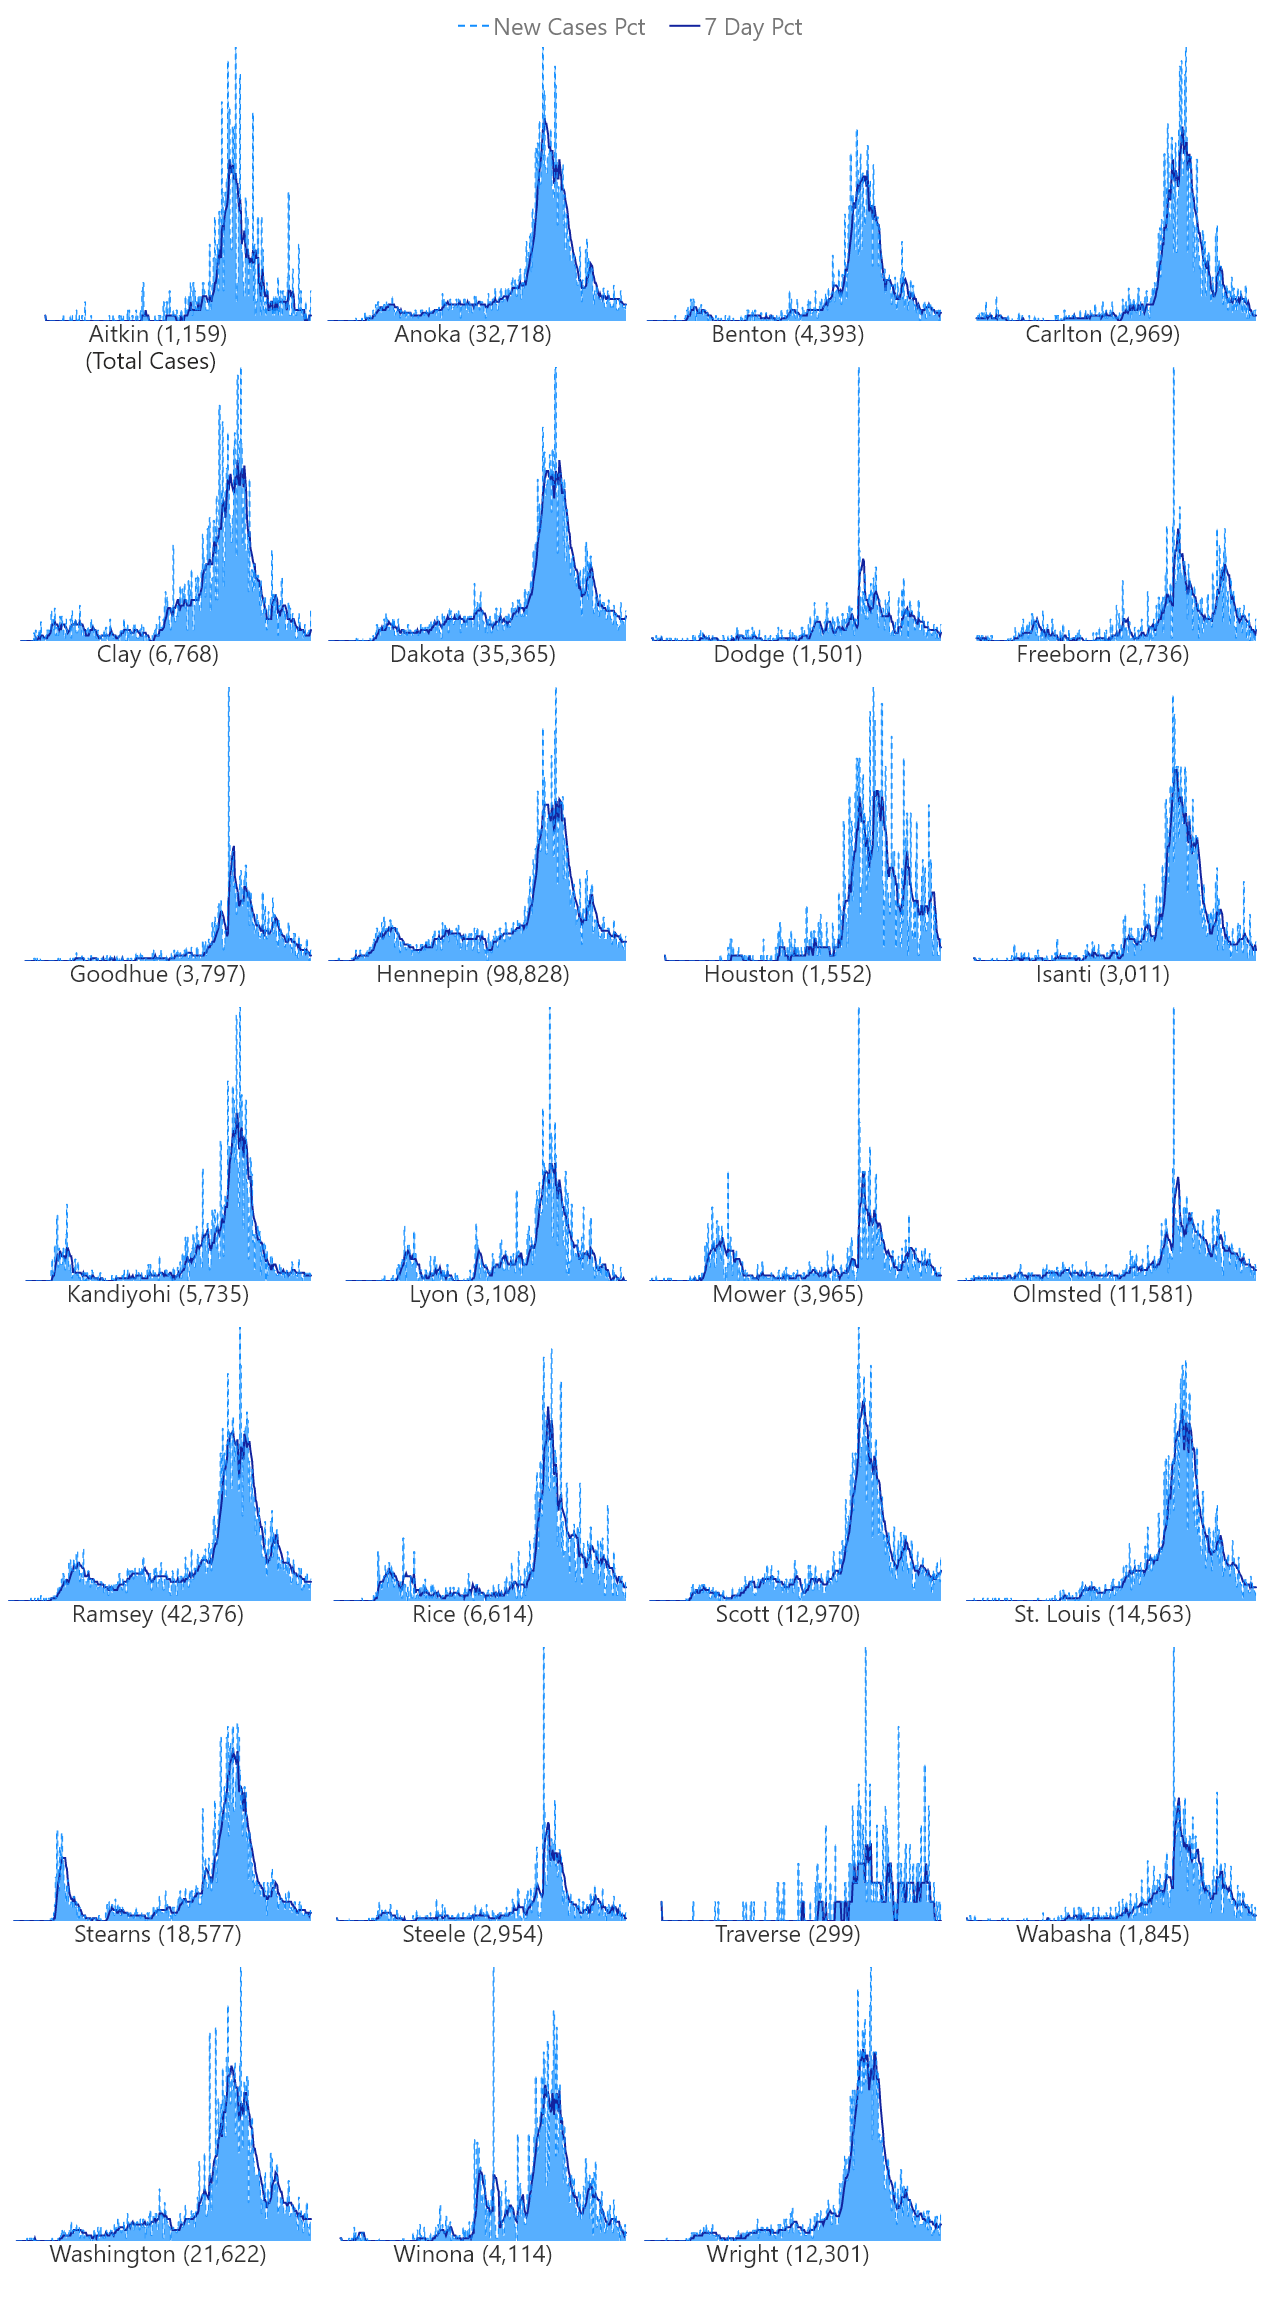 New Cases Pct 7 Day Pct
Aitkin (1,159) Anoka (32,718) Benton (4,393) Carlton (2,969)
(Total Cases)
Clay (6,768) Dakota (35,365) Dodge (1,501) Freeborn (2,736)
Goodhue (3,797) Hennepin (98,828) Houston (1,552) Isanti (3,011)
Kandiyohi (5,735) Lyon (3,108) Mower (3,965) Olmsted (11,581)
Ramsey (42,376) Rice (6,614) Scott (12,970) St. Louis (14,563)
Stearns (18,577) Steele (2,954) Traverse (299) Wabasha (1,845)
Washington (21,622) Winona (4,114) Wright (12,301)